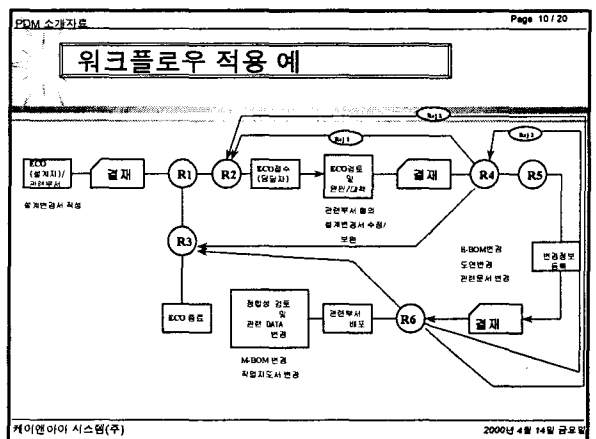 PDM 소개자료
Page 10 / 20
워크플로우 적용 예
Rej 2
Rej 1
Rej 3
ECO
(설계자)/
관련부서
결재
R1
R2
ECO접수
(담당자)
ECO검토
및
원인/대책
결재
R4
R5
설계변경서 작성
관련부서 협의
설계변경서 수정/
보완
R3
E-BOM변경
도면변경
관련문서 변경
변경정보
등록
ECO 종료
정합성 검토
및
관련 DATA
변경
관련부서
배포
R6
결재
M-BOM 변경
작업지도서 변경
케이앤아이 시스템(주)
2000년 4월 14일 금요일